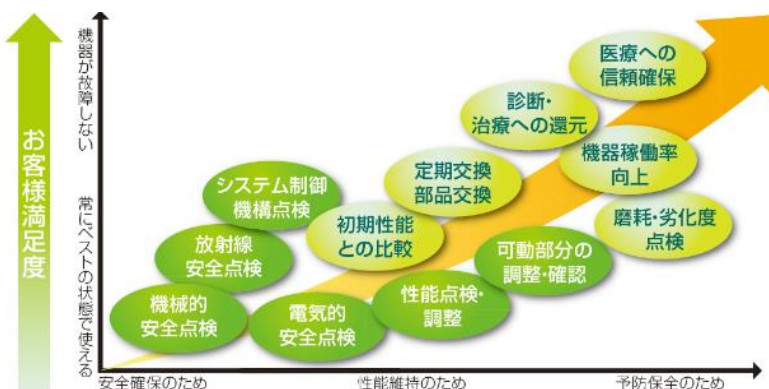 お客様満足度
機器が故障しない
常にベストの状態で使える
医療への
信頼確保
診断・
治療への還元
機器稼働率
向上
定期交換
部品交換
システム制御
機構点検
初期性能
との比較
磨耗・劣化度
点検
放射線
安全点検
可動部分の
調整・確認
機械的
安全点検
電気的
安全点検
性能点検・
調整
安全確保のため
性能維持のため
予防保全のため